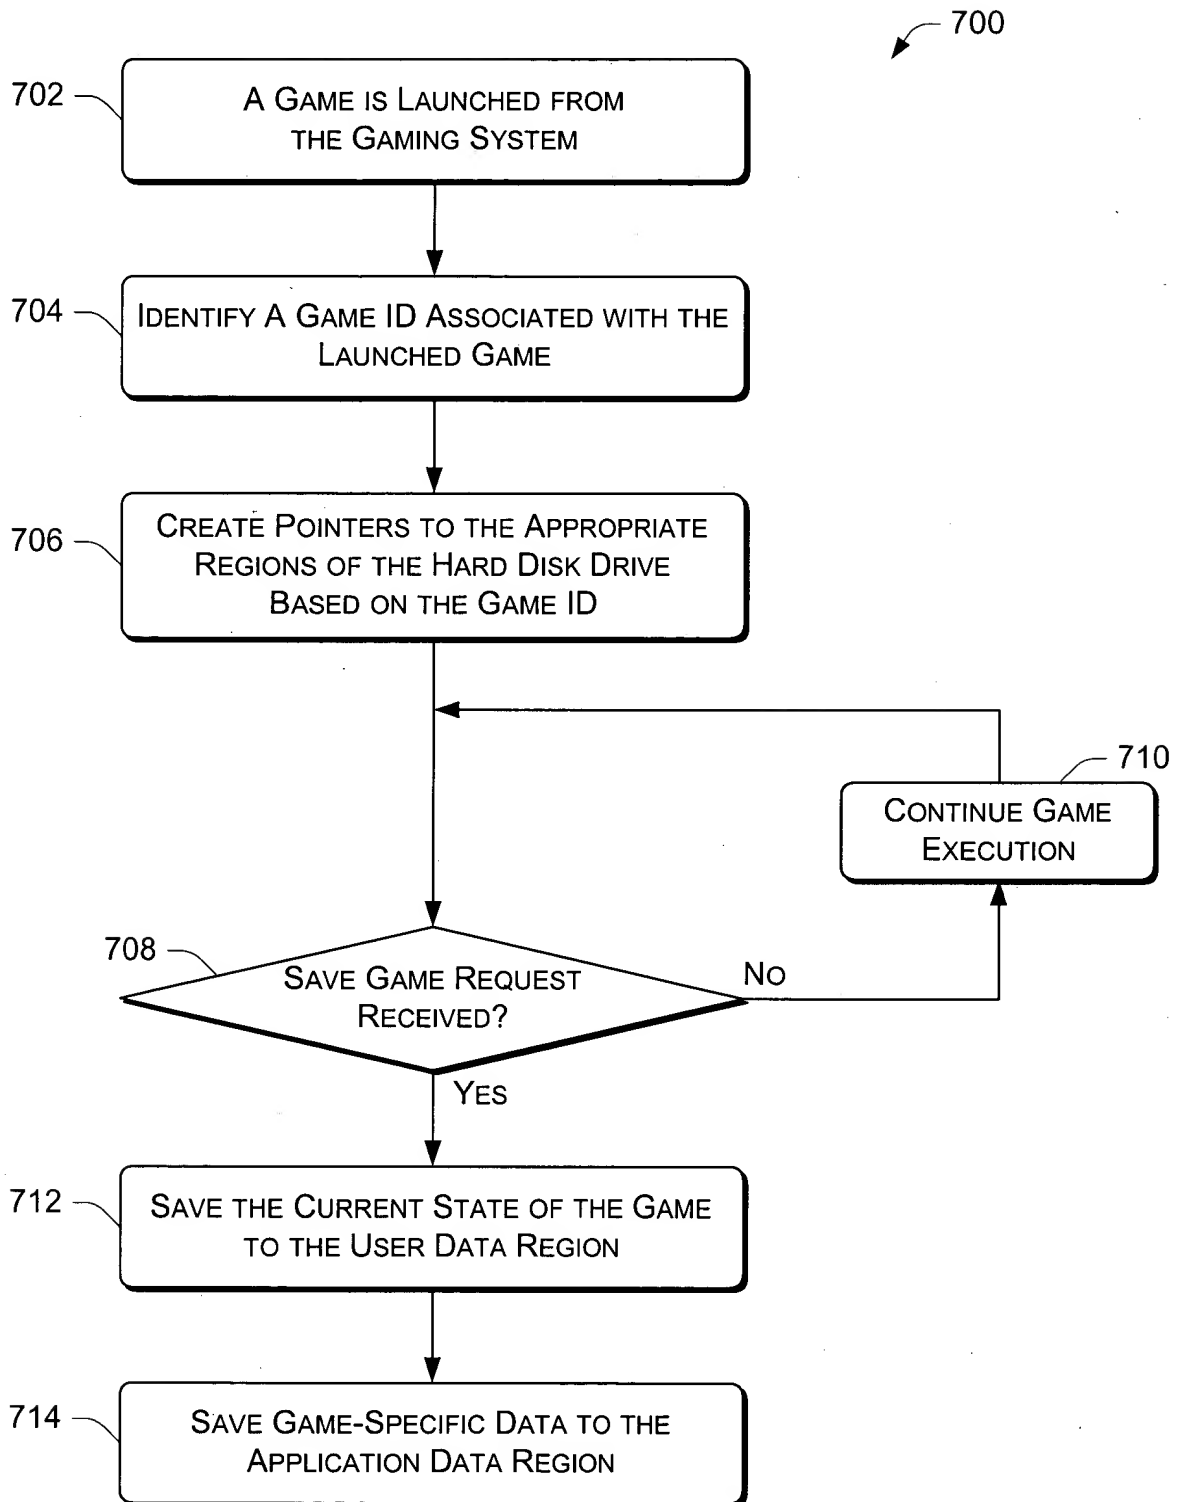 700
702
A GAME IS LAUNCHED FROM
THE GAMING SYSTEM
704
IDENTIFY A GAME ID ASSOCIATED WITH THE
LAUNCHED GAME
706
CREATE POINTERS TO THE APPROPRIATE
REGIONS OF THE HARD DISK DRIVE
BASED ON THE GAME ID
710
CONTINUE GAME
EXECUTION
708
SAVE GAME REQUEST
RECEIVED?
NO
YES
712
SAVE THE CURRENT STATE OF THE GAME
TO THE USER DATA REGION
714
SAVE GAME-SPECIFIC DATA TO THE
APPLICATION DATA REGION